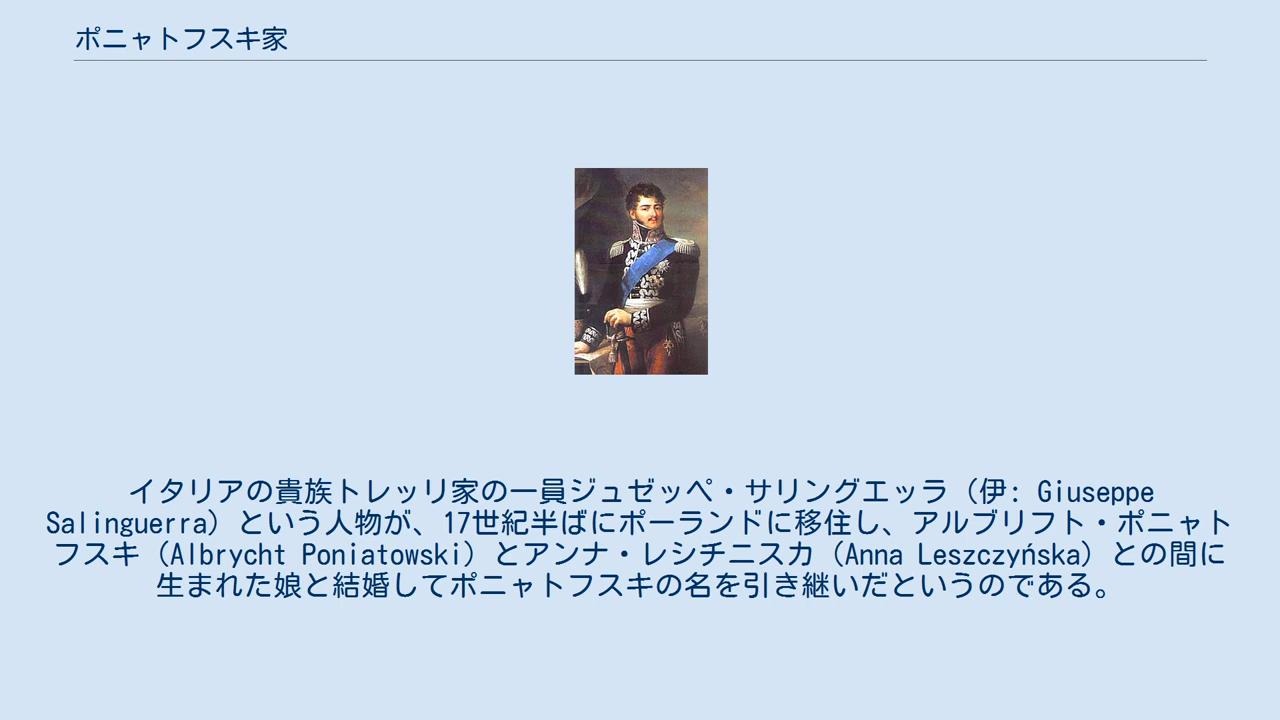 ポニャトフスキ家
イタリアの貴族トレッリ家の一員ジュゼッペ・サリングエッラ（伊: Giuseppe
Salinguerra）という人物が、17世紀半ばにポーランドに移住し、アルブリフト・ポニャト
フスキ（Albrycht Poniatowski）とアンナ・レシチニスカ（Anna Leszczyńska）との間に
生まれた娘と結婚してポニャトフスキの名を引き継いだというのである。